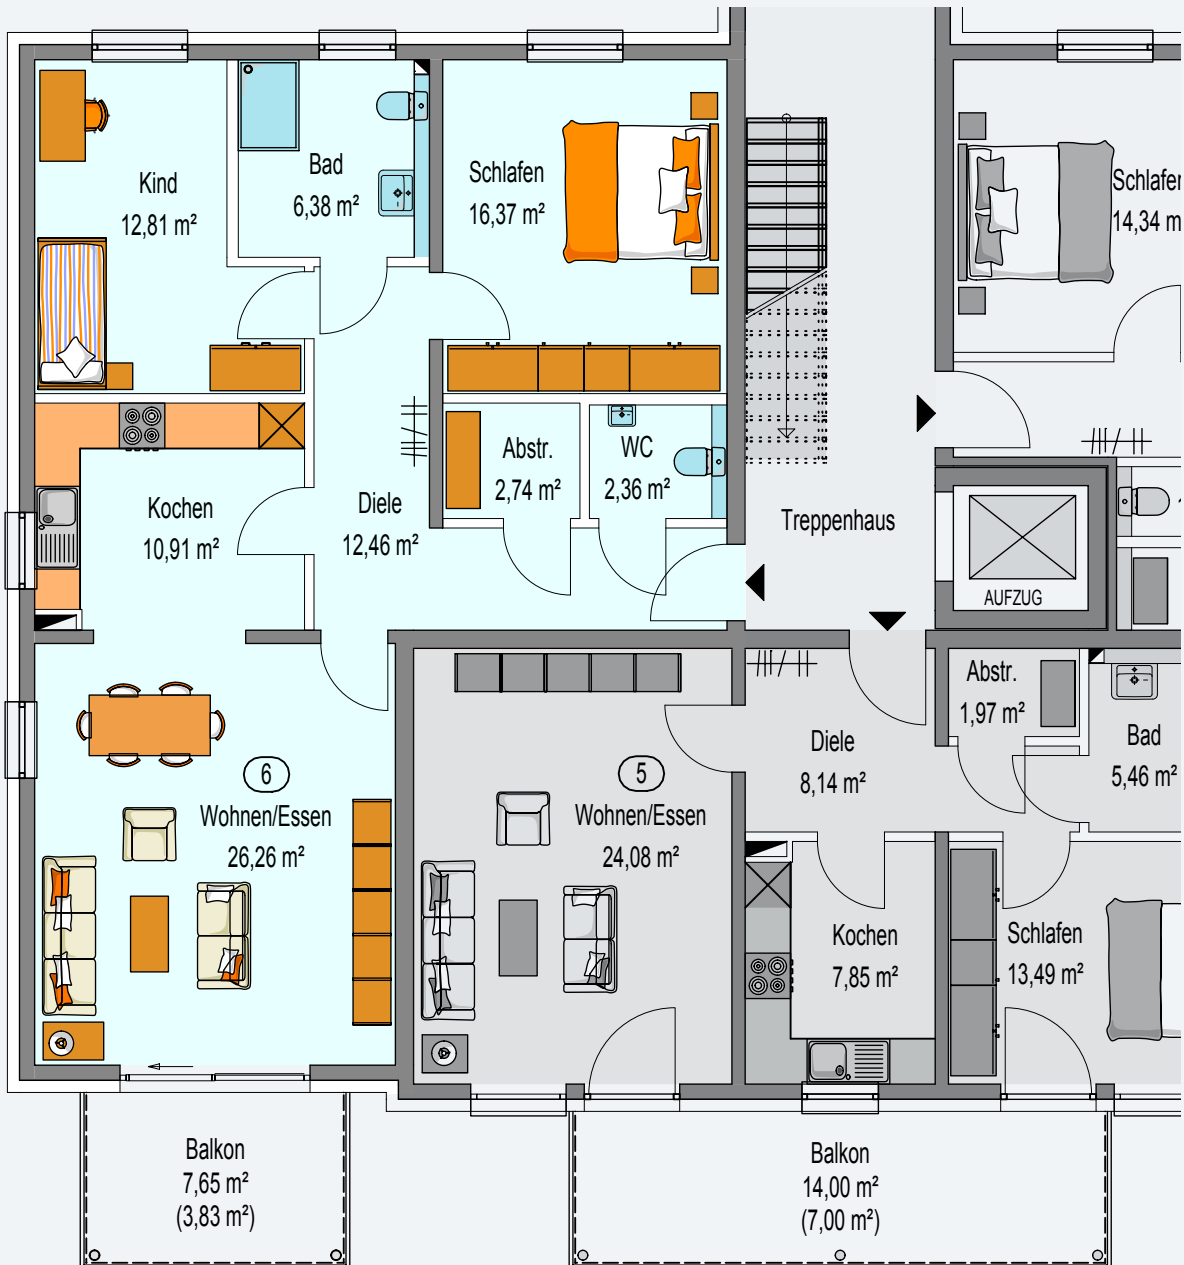 Kind
12,81 m²
Bad
6,38 m²
Schlafen
16,37 m²
Schlafen
14,34 m
Kochen
10,91 m²
Diele
12,46 m²
Abstr.
2,74 m²
WC
2,36 m²
Treppenhaus
AUFZUG
6
Wohnen/Essen
26,26 m²
5
Wohnen/Essen
24,08 m²
Diele
8,14 m²
Abstr.
1,97 m²
Bad
5,46 m²
Kochen
7,85 m²
Schlafen
13,49 m²
Balkon
7,65 m²
(3,83 m²)
Balkon
14,00 m²
(7,00 m²)